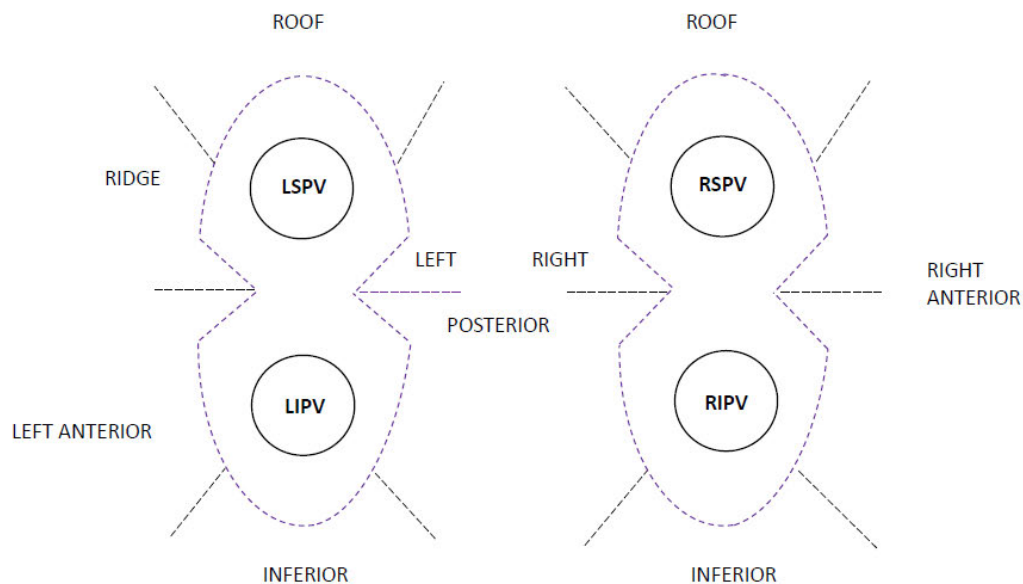 ROOF
ROOF
RIDGE
LSPV
RSPV
LEFT
RIGHT
RIGHT
ANTERIOR
POSTERIOR
LIPV
RIPV
LEFT ANTERIOR
INFERIOR
INFERIOR